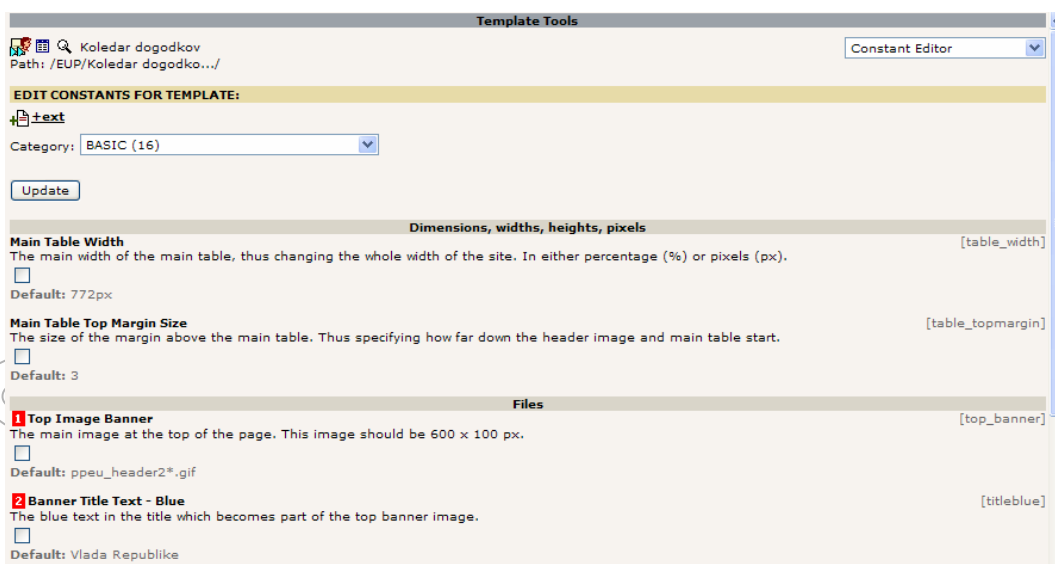 Template Tools
Koledar dogodkov
Constant Editor
Path: /EUP/Koledar dogodko.../
EDIT CONSTANTS FOR TEMPLATE:
+ext
Category: BASIC (16)
Update
Dimensions, widths, heights, pixels
Main Table Width [table_width]
The main width of the main table, thus changing the whole width of the site. In either percentage (%) or pixels (px).
Default: 772px
Main Table Top Margin Size [table_topmargin]
The size of the margin above the main table. Thus specifying how far down the header image and main table start.
Default: 3
Files
1 Top Image Banner [top_banner]
The main image at the top of the page. This image should be 600 x 100 px.
Default: ppeu_header2*.gif
2 Banner Title Text - Blue [titleblue]
The blue text in the title which becomes part of the top banner image.
Default: Vlada Republike